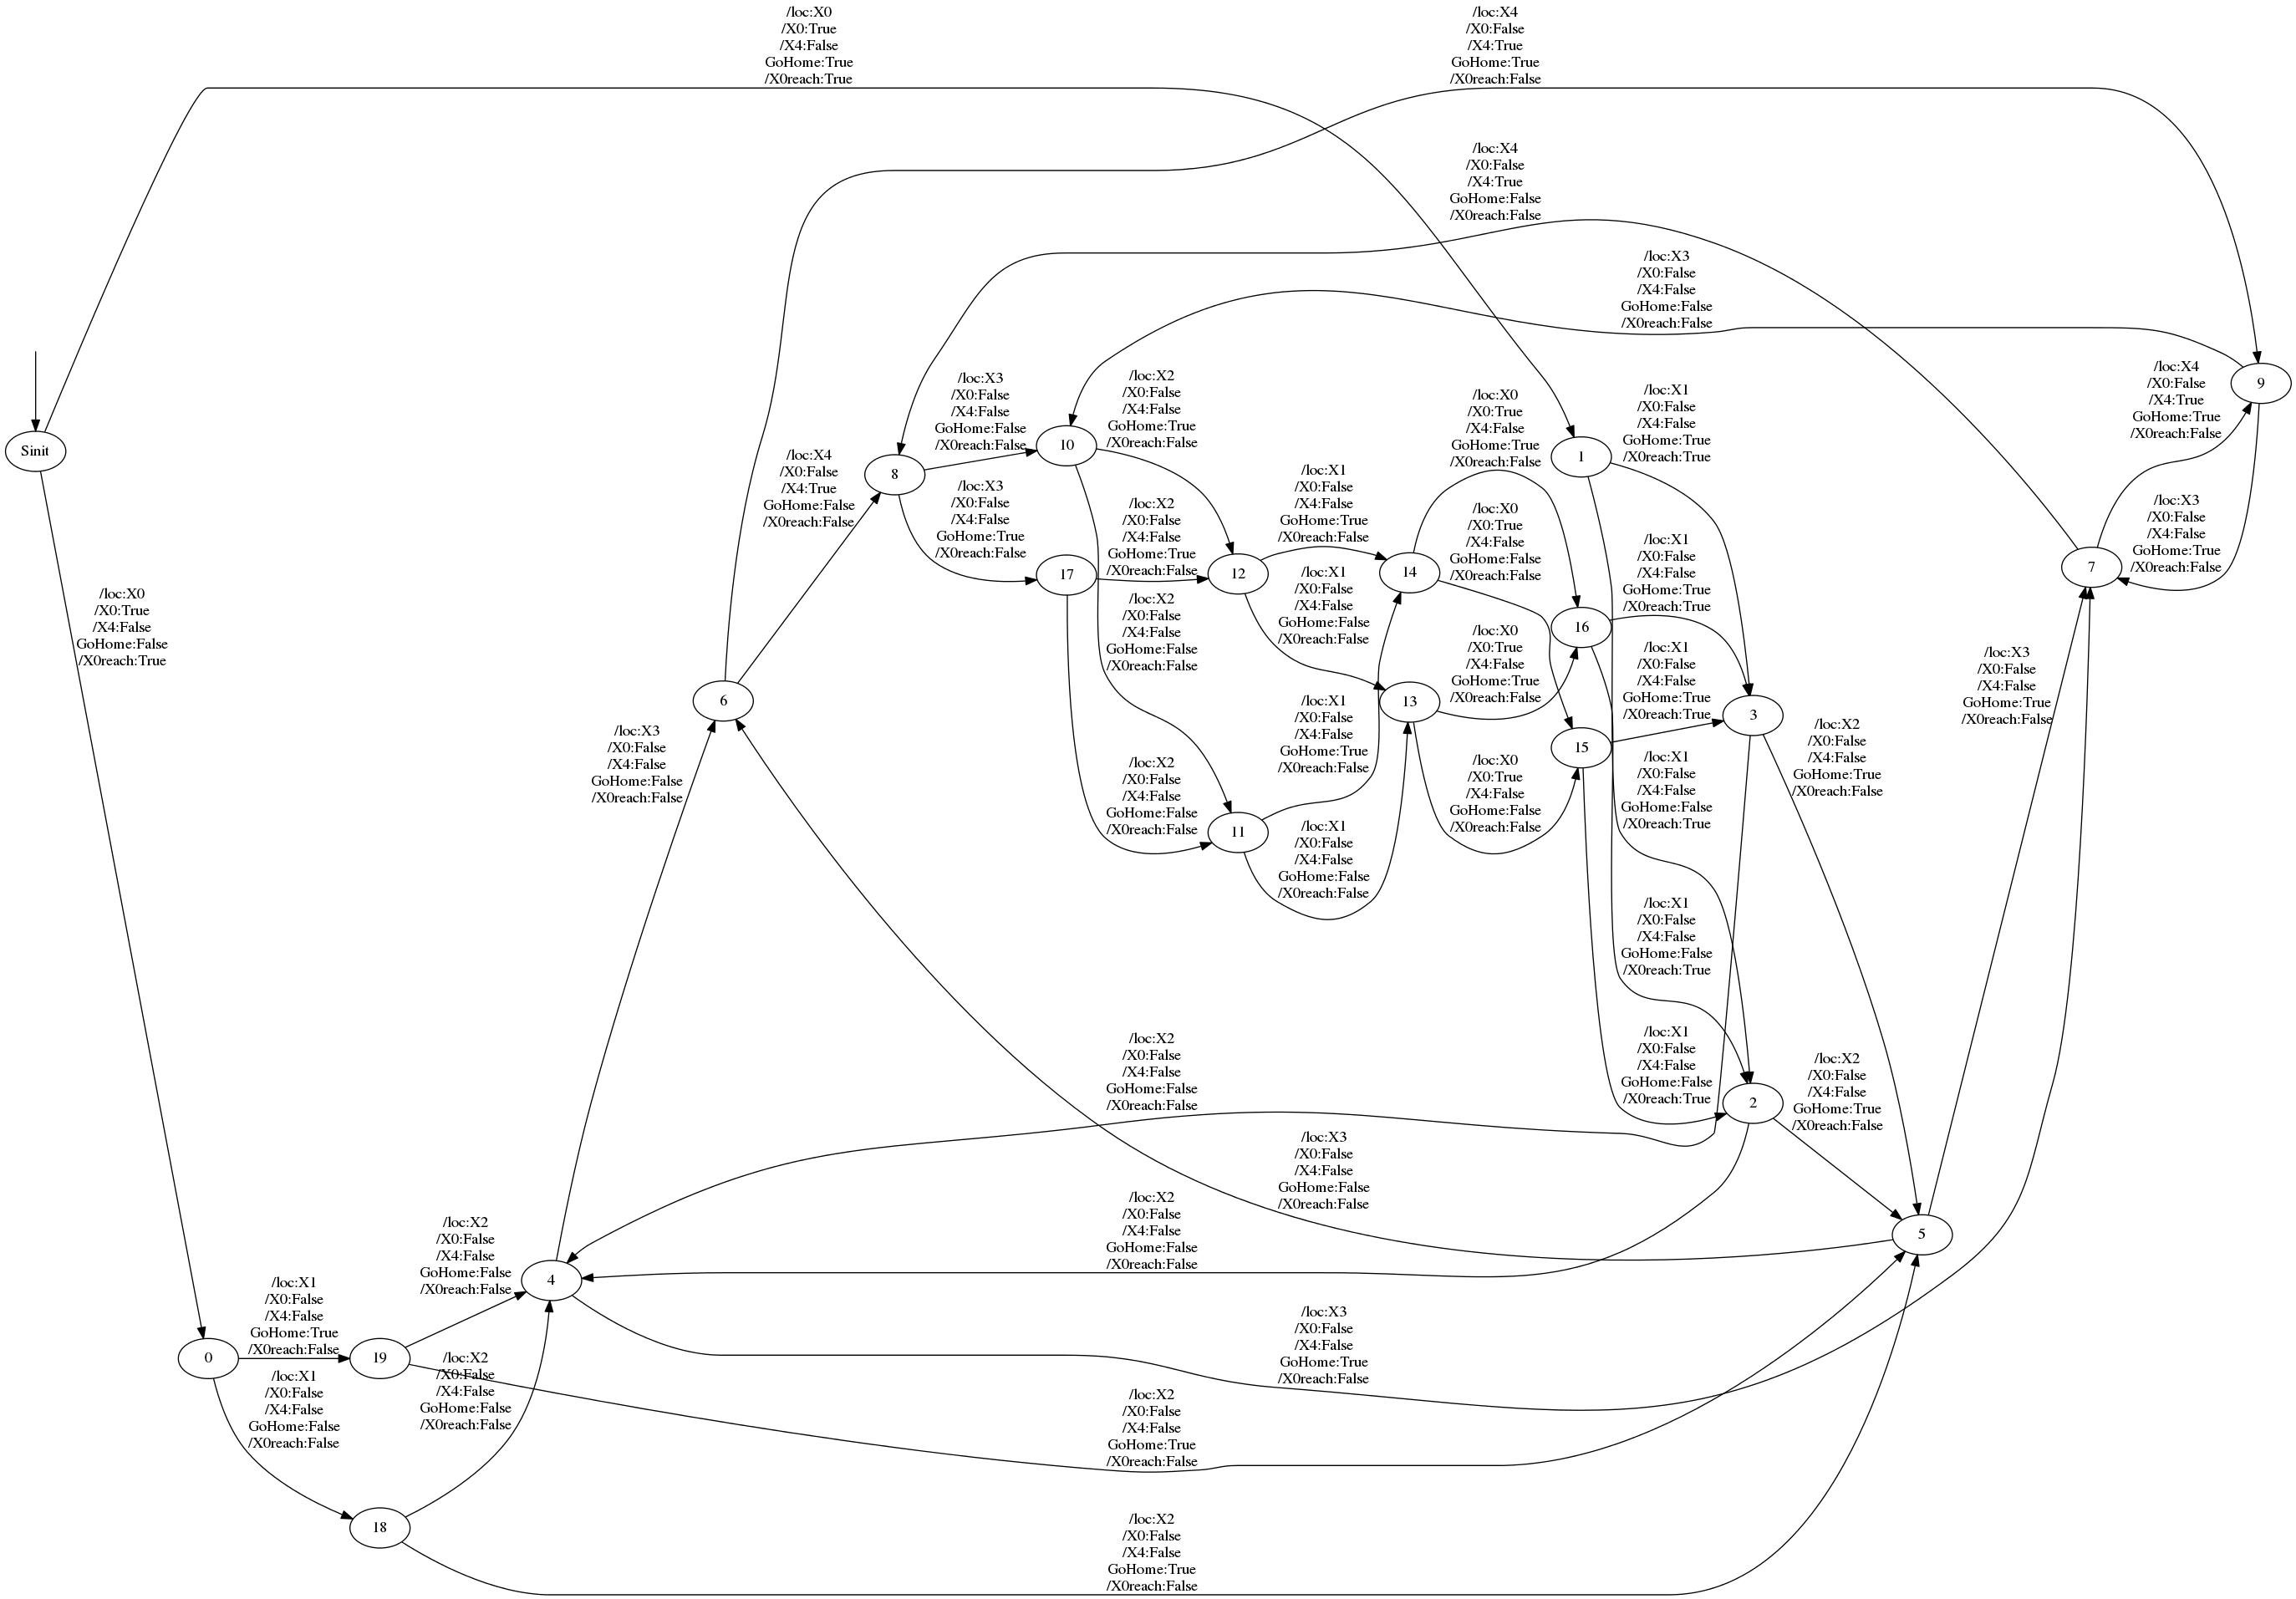 /loc:X0
/X0:True
/X4:False
GoHome:True
/X0reach:True
/loc:X4
/X0:False
/X4:True
GoHome:True
/X0reach:False
/loc:X4
/X0:False
/X4:True
GoHome:False
/X0reach:False
/loc:X3
/X0:False
/X4:False
GoHome:False
/X0reach:False
Sinit
/loc:X0
/X0:True
/X4:False
GoHome:False
/X0reach:True
0
/loc:X1
/X0:False
/X4:False
GoHome:True
/X0reach:False
/loc:X1
/X0:False
/X4:False
GoHome:False
/X0reach:False
19
18
/loc:X2
/X0:False
/X4:False
GoHome:False
/X0reach:False
/loc:X2
/X0:False
/X4:False
GoHome:False
/X0reach:False
4
/loc:X3
/X0:False
/X4:False
GoHome:False
/X0reach:False
6
/loc:X4
/X0:False
/X4:True
GoHome:False
/X0reach:False
8
/loc:X3
/X0:False
/X4:False
GoHome:False
/X0reach:False
/loc:X3
/X0:False
/X4:False
GoHome:True
/X0reach:False
10
17
/loc:X2
/X0:False
/X4:False
GoHome:True
/X0reach:False
/loc:X2
/X0:False
/X4:False
GoHome:True
/X0reach:False
/loc:X2
/X0:False
/X4:False
GoHome:False
/X0reach:False
/loc:X2
/X0:False
/X4:False
GoHome:False
/X0reach:False
/loc:X2
/X0:False
/X4:False
GoHome:False
/X0reach:False
/loc:X2
/X0:False
/X4:False
GoHome:False
/X0reach:False
/loc:X2
/X0:False
/X4:False
GoHome:True
/X0reach:False
/loc:X2
/X0:False
/X4:False
GoHome:True
/X0reach:False
12
11
/loc:X1
/X0:False
/X4:False
GoHome:True
/X0reach:False
/loc:X1
/X0:False
/X4:False
GoHome:False
/X0reach:False
/loc:X1
/X0:False
/X4:False
GoHome:True
/X0reach:False
/loc:X1
/X0:False
/X4:False
GoHome:False
/X0reach:False
/loc:X3
/X0:False
/X4:False
GoHome:False
/X0reach:False
/loc:X3
/X0:False
/X4:False
GoHome:True
/X0reach:False
14
13
/loc:X0
/X0:True
/X4:False
GoHome:True
/X0reach:False
/loc:X0
/X0:True
/X4:False
GoHome:False
/X0reach:False
/loc:X0
/X0:True
/X4:False
GoHome:True
/X0reach:False
/loc:X0
/X0:True
/X4:False
GoHome:False
/X0reach:False
1
16
15
/loc:X1
/X0:False
/X4:False
GoHome:True
/X0reach:True
/loc:X1
/X0:False
/X4:False
GoHome:True
/X0reach:True
/loc:X1
/X0:False
/X4:False
GoHome:True
/X0reach:True
/loc:X1
/X0:False
/X4:False
GoHome:False
/X0reach:True
/loc:X1
/X0:False
/X4:False
GoHome:False
/X0reach:True
/loc:X1
/X0:False
/X4:False
GoHome:False
/X0reach:True
3
2
/loc:X2
/X0:False
/X4:False
GoHome:True
/X0reach:False
/loc:X2
/X0:False
/X4:False
GoHome:True
/X0reach:False
5
/loc:X3
/X0:False
/X4:False
GoHome:True
/X0reach:False
7
/loc:X4
/X0:False
/X4:True
GoHome:True
/X0reach:False
/loc:X3
/X0:False
/X4:False
GoHome:True
/X0reach:False
9